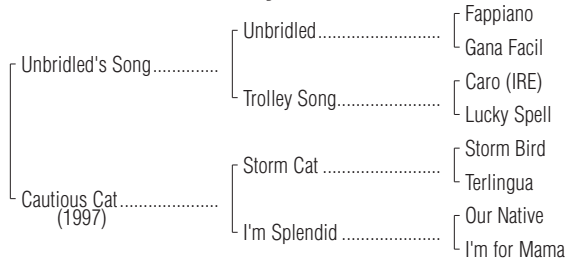 Fappiano
Unbridled.......................
Gana Facil
Unbridled's Song.............
Caro (IRE)
Trolley Song...................
Lucky Spell
Storm Bird
Storm Cat ......................
Terlingua
Cautious Cat...................
(1997)
Our Native
I'm Splendid ..................
I'm for Mama